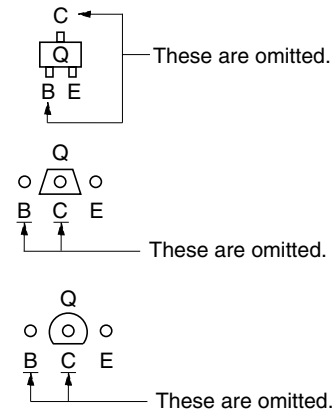 C
Q
These are omitted.
B E
Q
B C E
These are omitted.
Q
B C E
These are omitted.